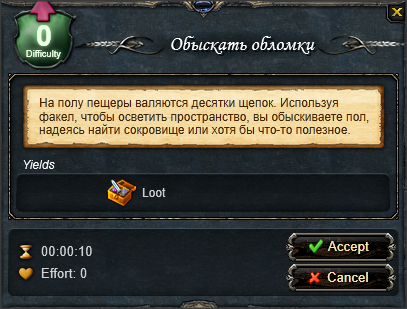 0
Difficulty
Обыскать обломки
На полу пещеры валяются десятки щепок. Используя
факел, чтобы осветить пространство, вы обыскиваете пол,
надеясь найти сокровище или хотя бы что-то полезное.
Yields
Loot
00:00:10
Accept
Effort: 0
Cancel